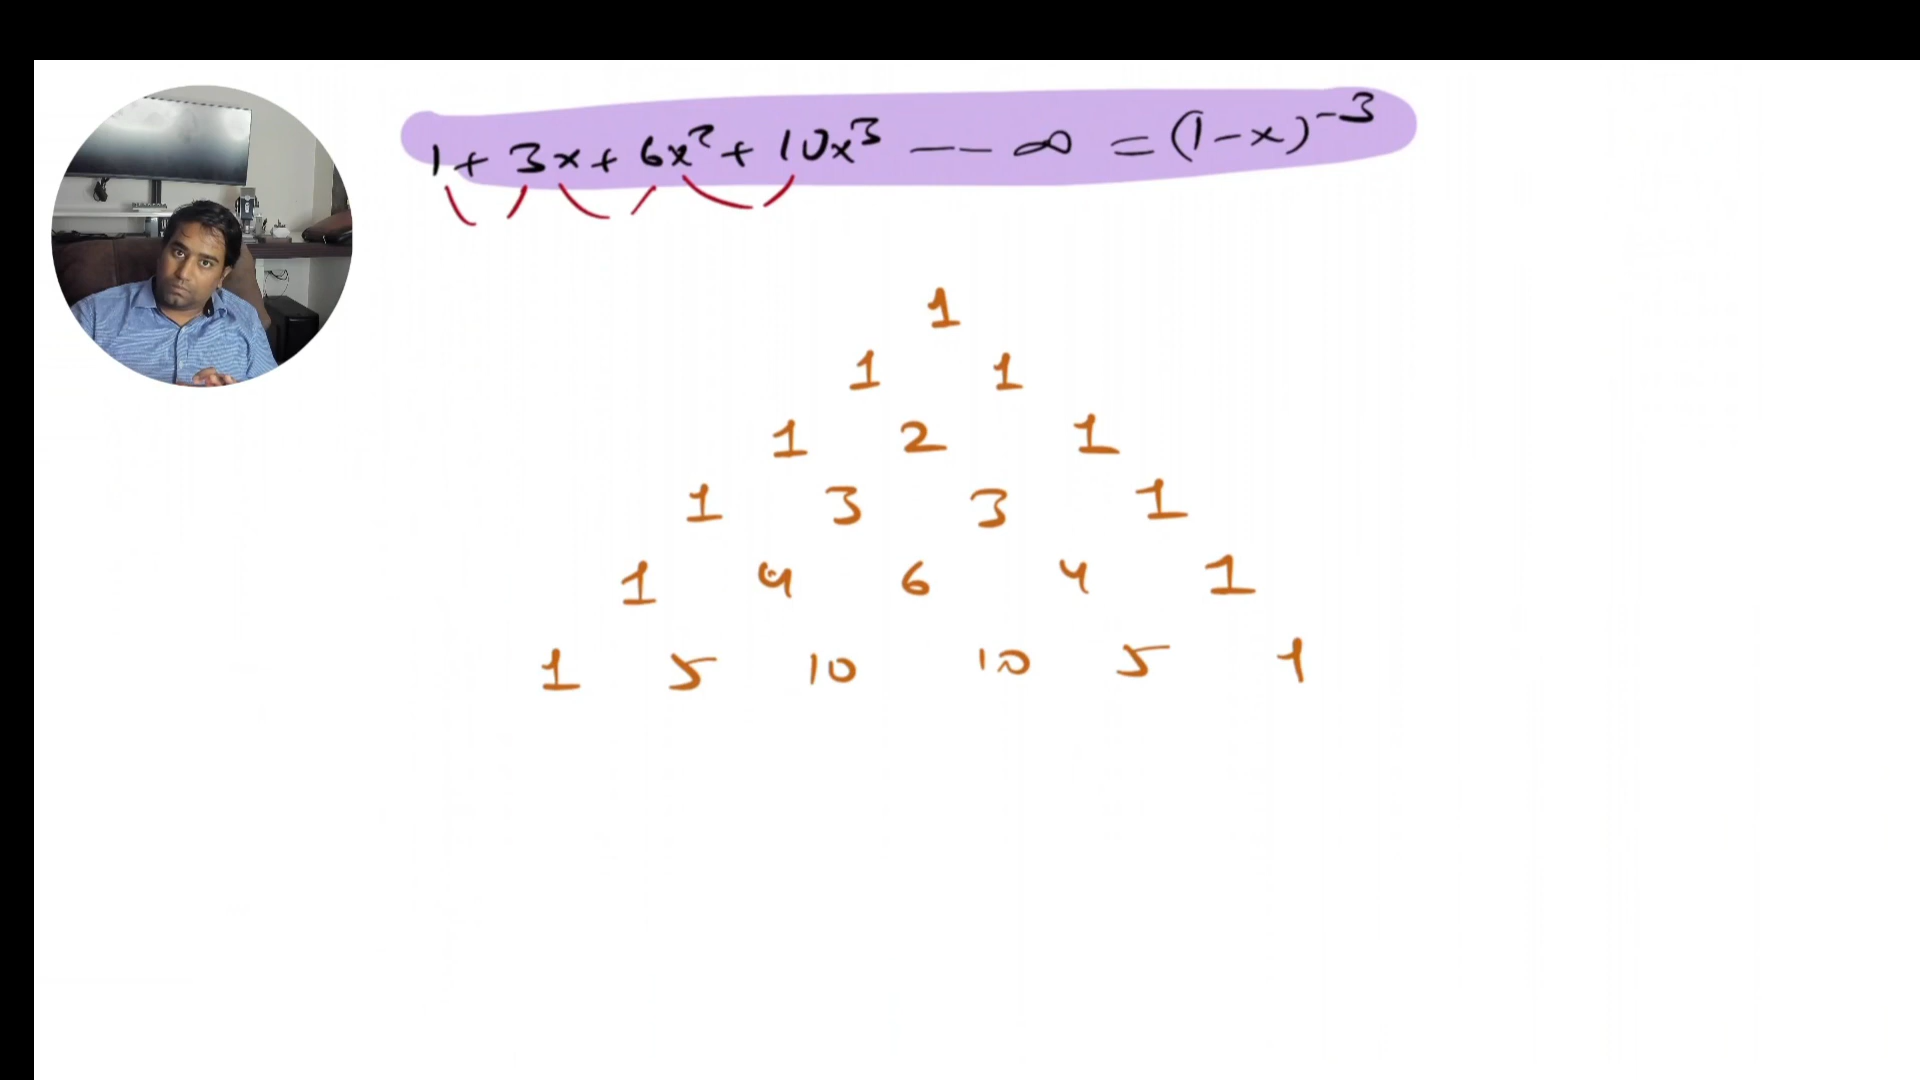 1 + 3x + 6x² + 10x³ —– ∞ = (1-x)⁻³
1
1 1
1 2 1
1 3 3 1
1 4 6 4 1
1 5 10 10 5 1